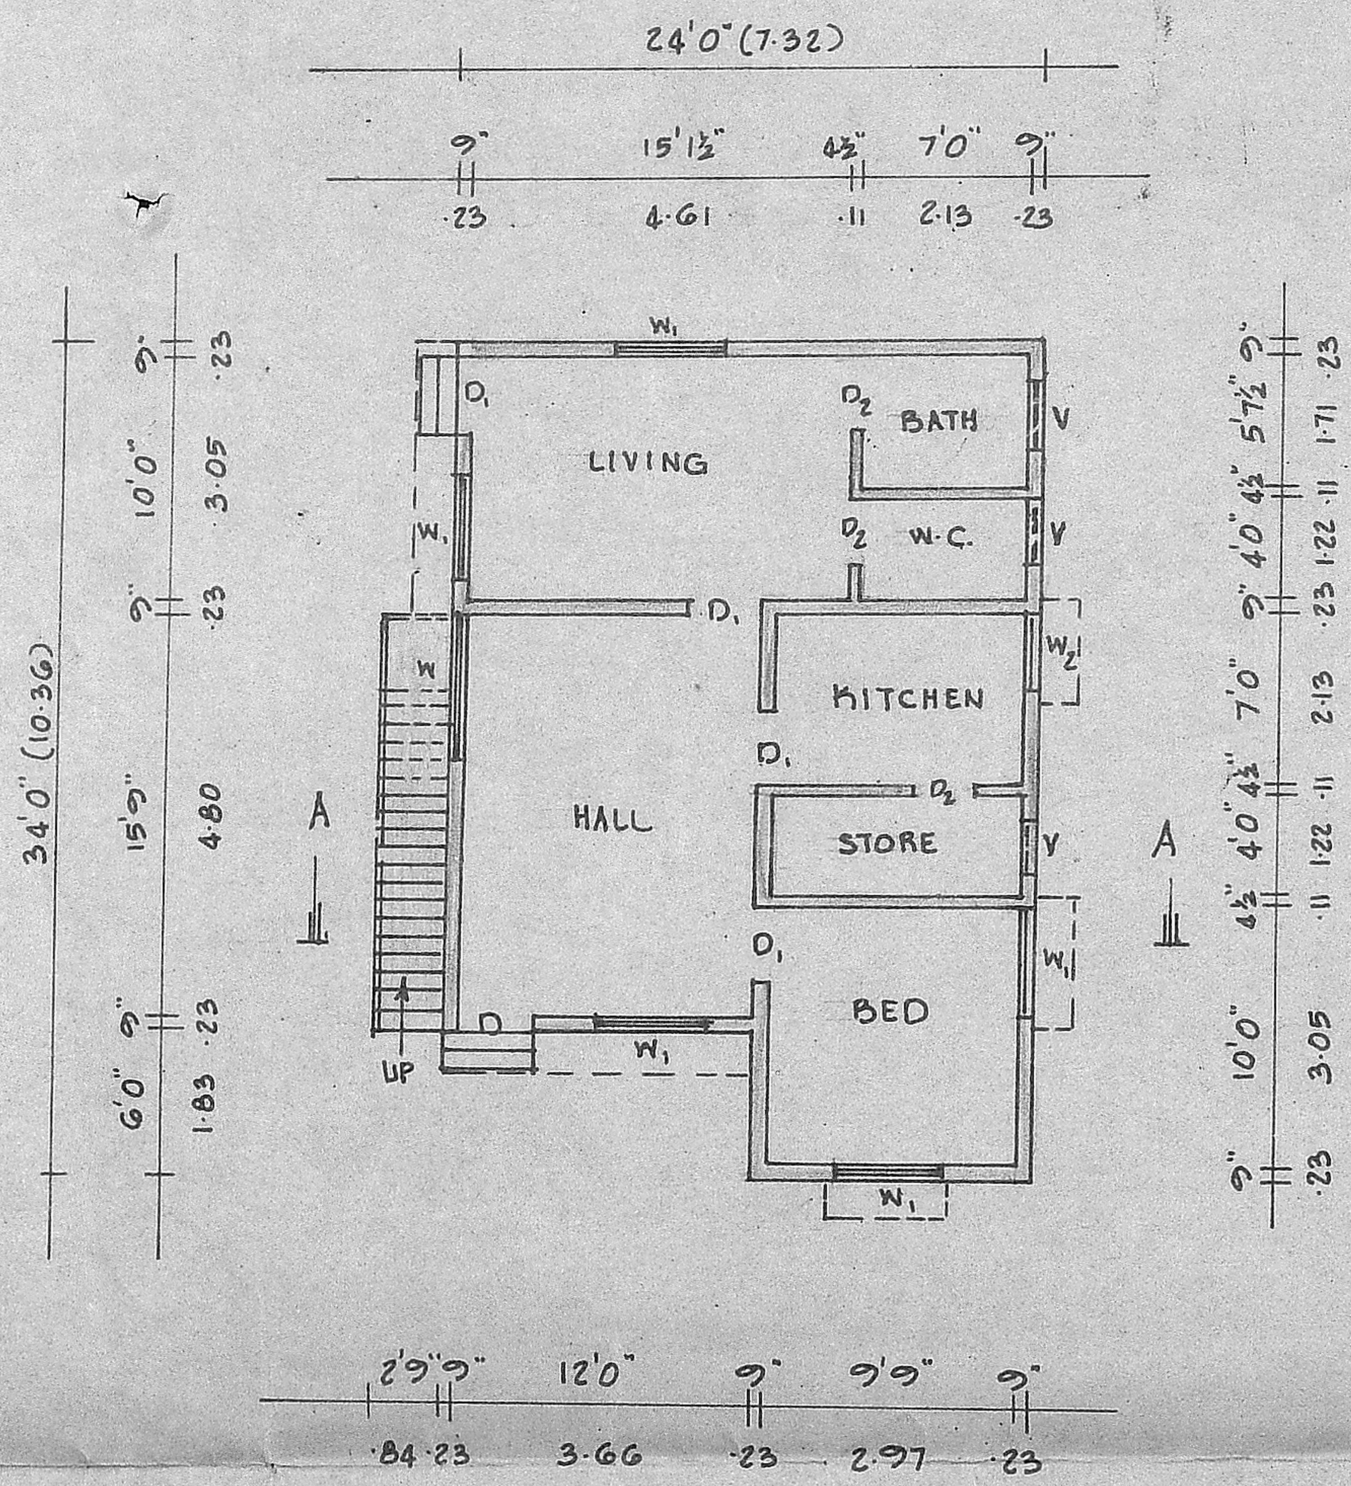 24'0" (7.32)
9" 15'1½" 4½" 7'0" 9"
.23 4.61 .11 2.13 .23
34'0" (10.36)
9" 10'0" 9" 15'9" 9" 6'0"
.23 3.05 .23 4.80 .23 1.83
W₁
D₁
LIVING
D₂
BATH
V
W₁
D₂
W.C.
V
D₁
W
KITCHEN
W₂
D₁
D₂
A
HALL
STORE
V
A
D₁
W₁
BED
D
W₁
UP
W₁
9" 5'7½" 4½" 4'0" 9" 7'0" 4½" 4'0" 4½" 10'0" 9"
.23 1.71 .11 1.22 .23 2.13 .11 1.22 .11 3.05 .23
2'9" 9" 12'0" 9" 9'9" 9"
.84 .23 3.66 .23 2.97 .23